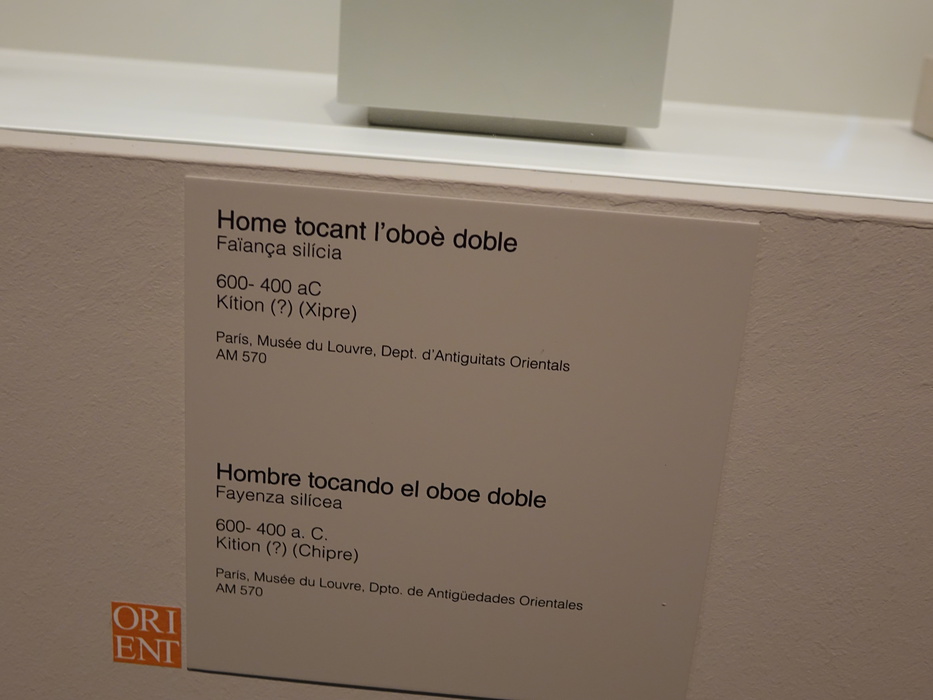 Home tocant l'oboè doble
Faïança silícia
600- 400 aC
Kítion (?) (Xipre)
París, Musée du Louvre, Dept. d'Antiguitats Orientals
AM 570
Hombre tocando el oboe doble
Fayenza silícea
600- 400 a. C.
Kition (?) (Chipre)
París, Musée du Louvre, Dpto. de Antigüedades Orientales
AM 570
ORI
ENT